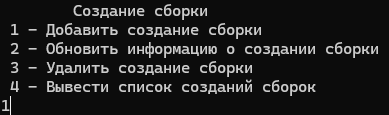 Создание сборки
1 – Добавить создание сборки
2 – Обновить информацию о создании сборки
3 – Удалить создание сборки
4 – Вывести список созданий сборок
1